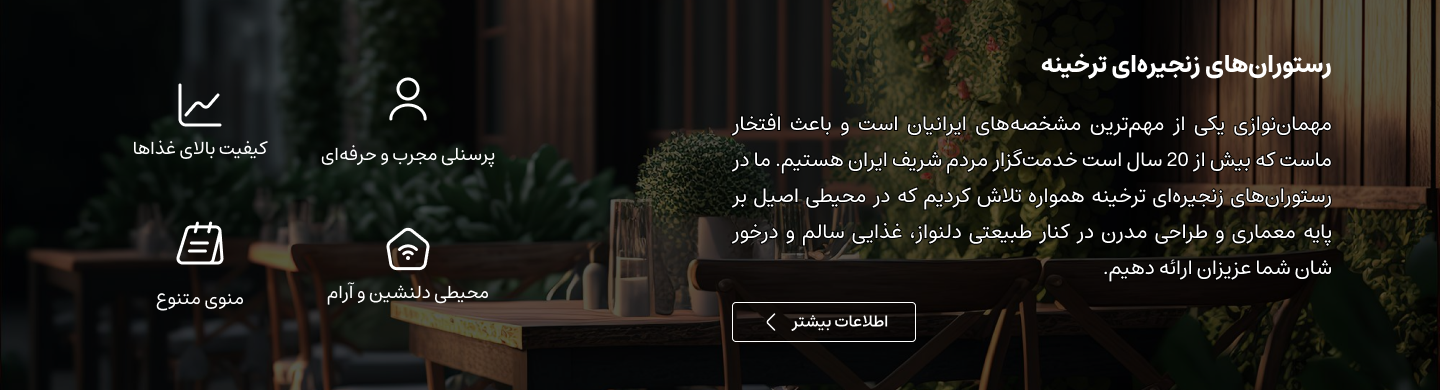 رستوران‌های زنجیره‌ای ترخینه
مهمان‌نوازی یکی از مهم‌ترین مشخصه‌های ایرانیان است و باعث افتخار
ماست که بیش از 20 سال است خدمت‌گزار مردم شریف ایران هستیم. ما در
رستوران‌های زنجیره‌ای ترخینه همواره تلاش کردیم که در محیطی اصیل بر
پایه معماری و طراحی مدرن در کنار طبیعتی دلنواز، غذایی سالم و درخور
شان شما عزیزان ارائه دهیم.
اطلاعات بیشتر
پرسنلی مجرب و حرفه‌ای
کیفیت بالای غذاها
محیطی دلنشین و آرام
منوی متنوع